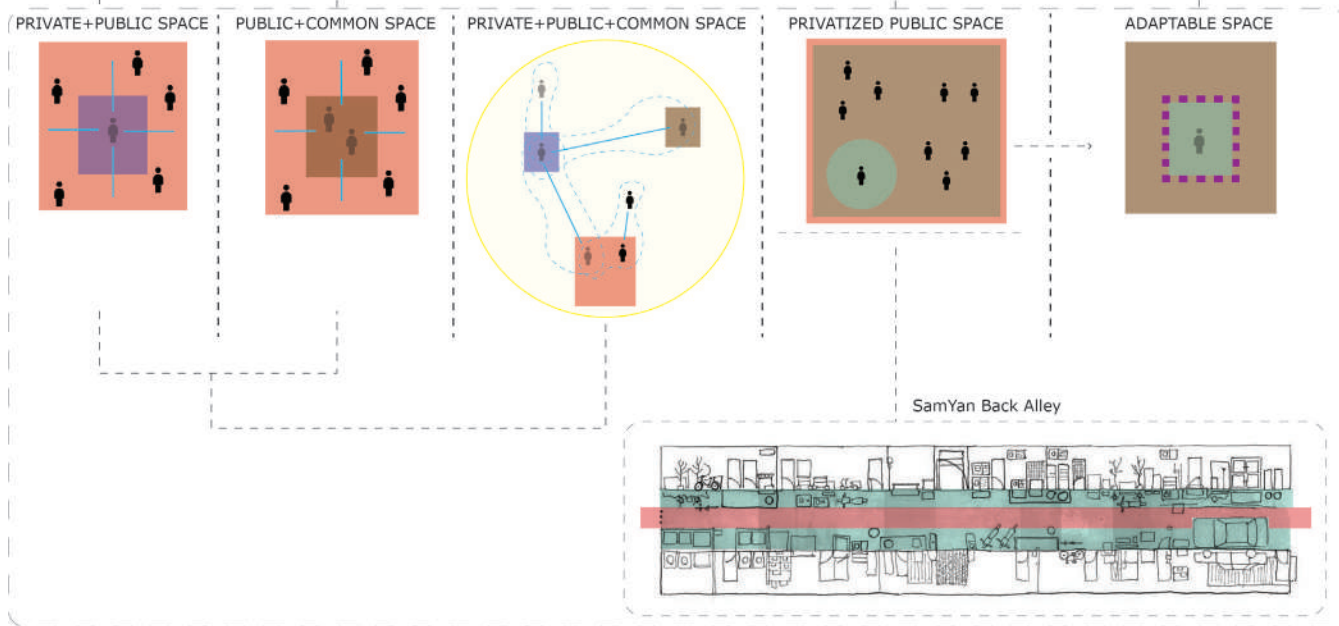 PRIVATE+PUBLIC SPACE
PUBLIC+COMMON SPACE
PRIVATE+PUBLIC+COMMON SPACE
PRIVATIZED PUBLIC SPACE
ADAPTABLE SPACE
SamYan Back Alley